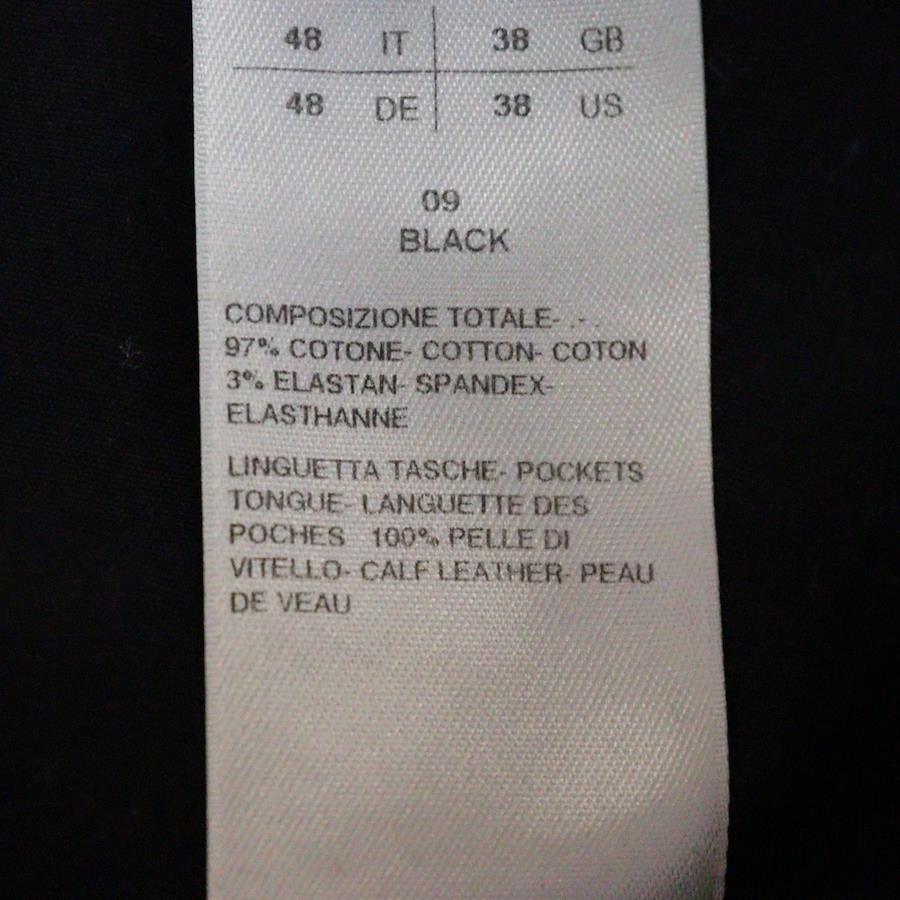 48 IT 38 GB
48 DE 38 US
09
BLACK
COMPOSIZIONE TOTALE- .- .
97% COTONE- COTTON- COTON
3% ELASTAN- SPANDEX-
ELASTHANNE
LINGUETTA TASCHE- POCKETS
TONGUE- LANGUETTE DES
POCHES 100% PELLE DI
VITELLO- CALF LEATHER- PEAU
DE VEAU